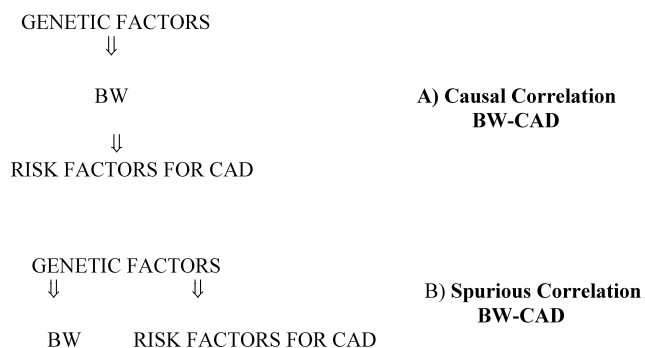 GENETIC FACTORS
⇓
BW
A) Causal Correlation
BW-CAD
⇓
RISK FACTORS FOR CAD
GENETIC FACTORS
⇓ ⇓
B) Spurious Correlation
BW-CAD
BW RISK FACTORS FOR CAD